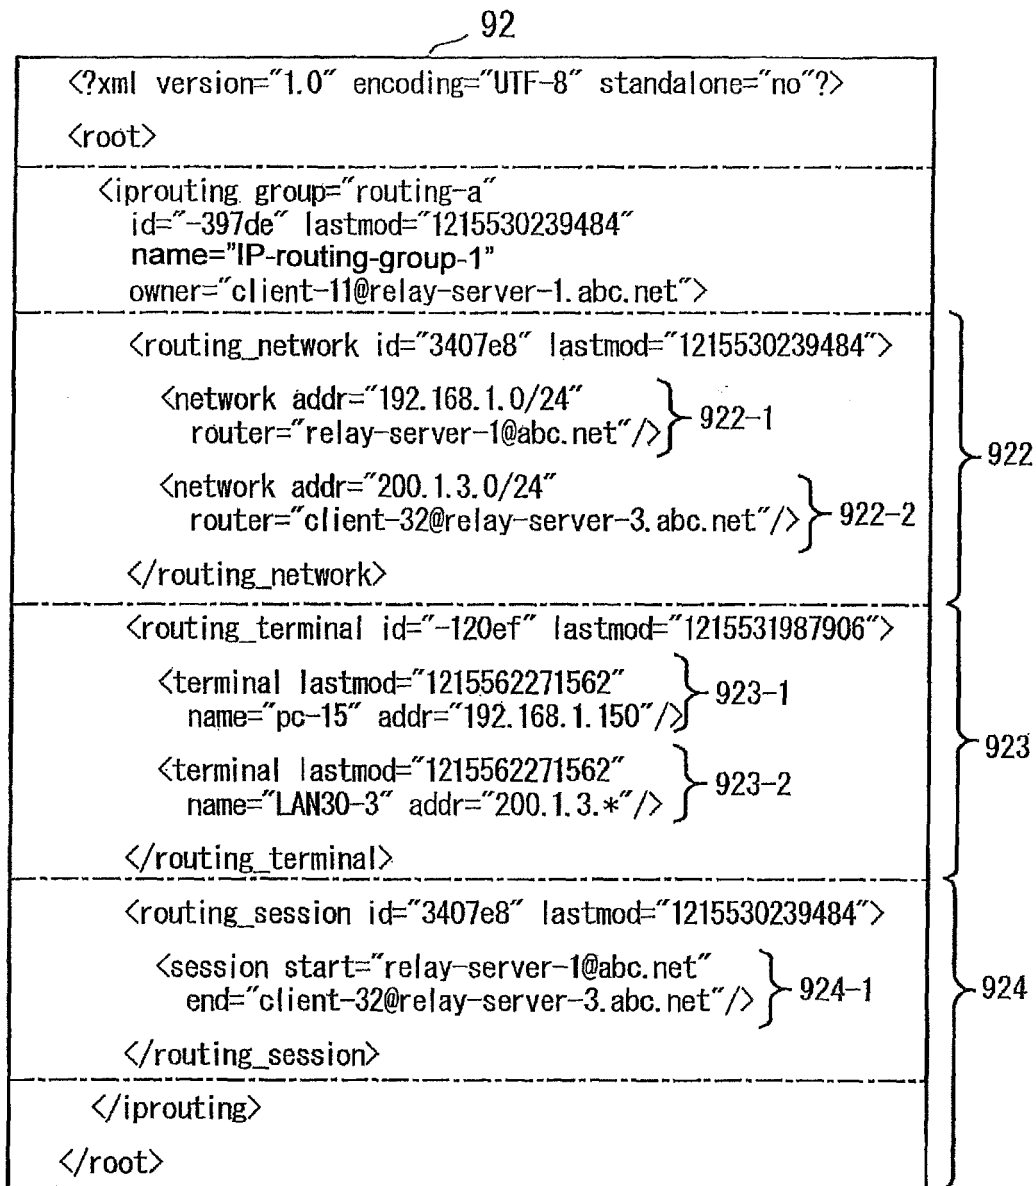 92
<?xml version="1.0" encoding="UTF-8" standalone="no"?>
<root>
<iprouting group="routing-a"
id="-397de" lastmod="1215530239484"
name="IP-routing-group-1"
owner="client-11@relay-server-1.abc.net">
<routing_network id="3407e8" lastmod="1215530239484">
<network addr="192.168.1.0/24"
router="relay-server-1@abc.net"/>
922-1
<network addr="200.1.3.0/24"
router="client-32@relay-server-3.abc.net"/>
922-2
</routing_network>
922
<routing_terminal id="-120ef" lastmod="1215531987906">
<terminal lastmod="1215562271562"
name="pc-15" addr="192.168.1.150"/>
923-1
<terminal lastmod="1215562271562"
name="LAN30-3" addr="200.1.3.*"/>
923-2
</routing_terminal>
923
<routing_session id="3407e8" lastmod="1215530239484">
<session start="relay-server-1@abc.net"
end="client-32@relay-server-3.abc.net"/>
924-1
</routing_session>
924
</iprouting>
</root>